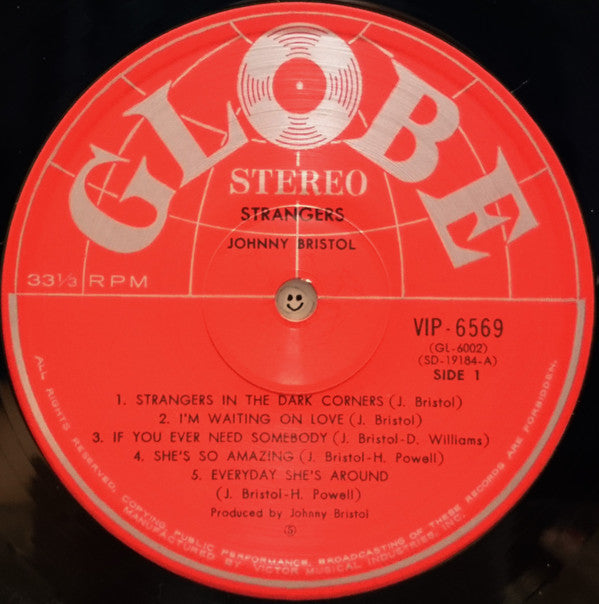 GLOBE
STEREO
STRANGERS
JOHNNY BRISTOL
33 1/3 RPM
VIP-6569
(GL-6002)
(SD-19184-A)
SIDE 1
1. STRANGERS IN THE DARK CORNERS (J. Bristol)
2. I'M WAITING ON LOVE (J. Bristol)
3. IF YOU EVER NEED SOMEBODY (J. Bristol-D. Williams)
4. SHE'S SO AMAZING (J. Bristol-H. Powell)
5. EVERYDAY SHE'S AROUND
(J. Bristol-H. Powell)
Produced by Johnny Bristol
Ⓢ
ALL RIGHTS RESERVED. COPYING, PUBLIC PERFORMANCE, BROADCASTING OF THESE RECORDS ARE FORBIDDEN.
MANUFACTURED BY VICTOR MUSICAL INDUSTRIES, INC.